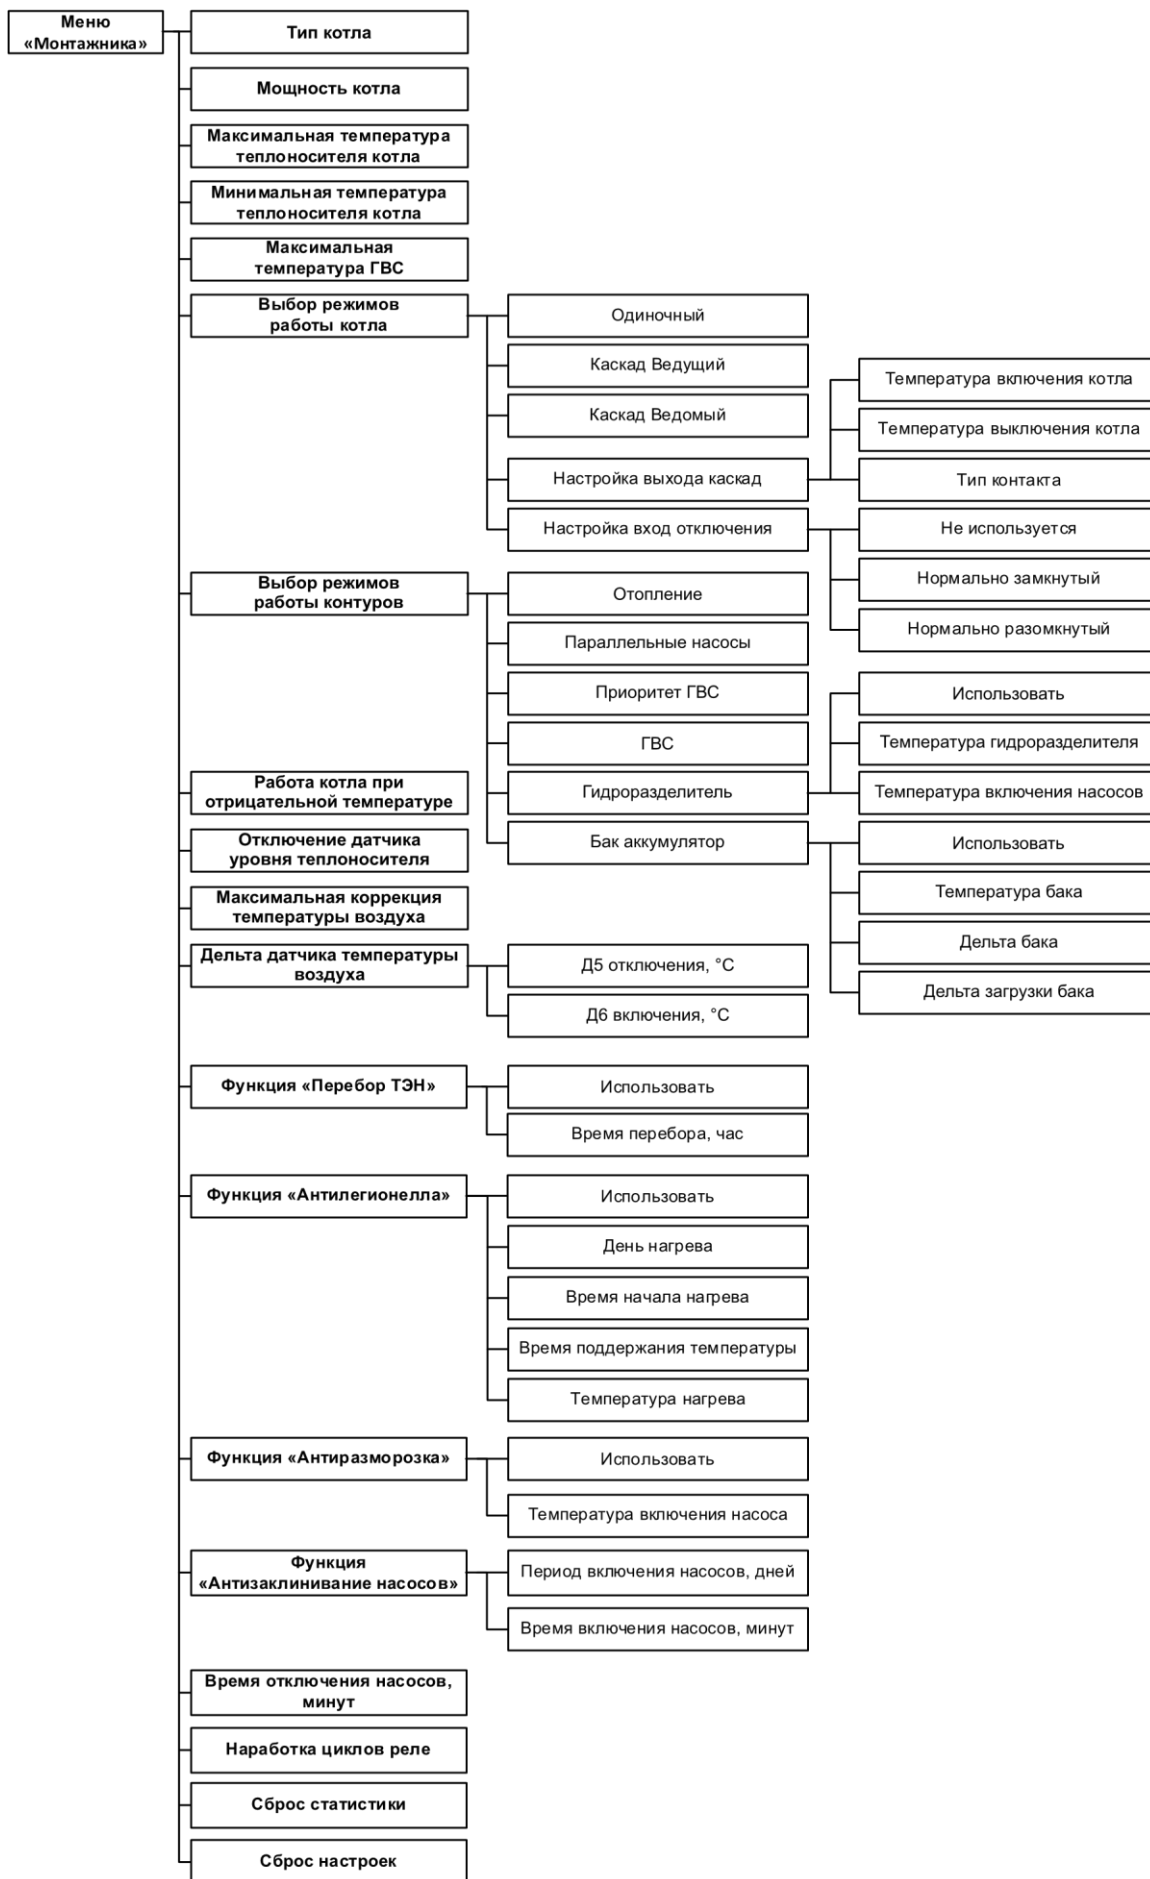 Меню
«Монтажника»
Тип котла
Мощность котла
Максимальная температура
теплоносителя котла
Минимальная температура
теплоносителя котла
Максимальная
температура ГВС
Выбор режимов
работы котла
Одиночный
Каскад Ведущий
Каскад Ведомый
Настройка выхода каскад
Температура включения котла
Температура выключения котла
Тип контакта
Настройка вход отключения
Не используется
Нормально замкнутый
Нормально разомкнутый
Выбор режимов
работы контуров
Отопление
Параллельные насосы
Приоритет ГВС
ГВС
Гидроразделитель
Использовать
Температура гидроразделителя
Температура включения насосов
Бак аккумулятор
Использовать
Температура бака
Дельта бака
Дельта загрузки бака
Работа котла при
отрицательной температуре
Отключение датчика
уровня теплоносителя
Максимальная коррекция
температуры воздуха
Дельта датчика температуры
воздуха
Д5 отключения, °С
Д6 включения, °С
Функция «Перебор ТЭН»
Использовать
Время перебора, час
Функция «Антилегионелла»
Использовать
День нагрева
Время начала нагрева
Время поддержания температуры
Температура нагрева
Функция «Антиразморозка»
Использовать
Температура включения насоса
Функция
«Антизаклинивание насосов»
Период включения насосов, дней
Время включения насосов, минут
Время отключения насосов,
минут
Наработка циклов реле
Сброс статистики
Сброс настроек